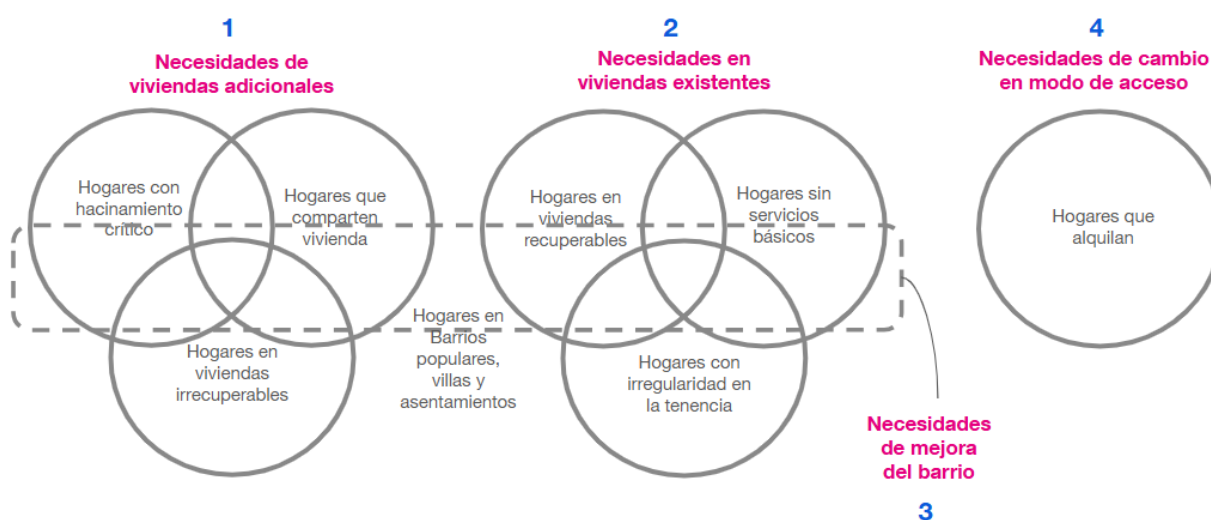 1
Necesidades de
viviendas adicionales
Hogares con
hacinamiento
crítico
Hogares que
comparten
vivienda
Hogares en
viviendas
irrecuperables
2
Necesidades en
viviendas existentes
Hogares en
viviendas
recuperables
Hogares sin
servicios
básicos
Hogares con
irregularidad en
la tenencia
Hogares en
Barrios
populares,
villas y
asentamientos
Necesidades
de mejora
del barrio
3
4
Necesidades de cambio
en modo de acceso
Hogares que
alquilan